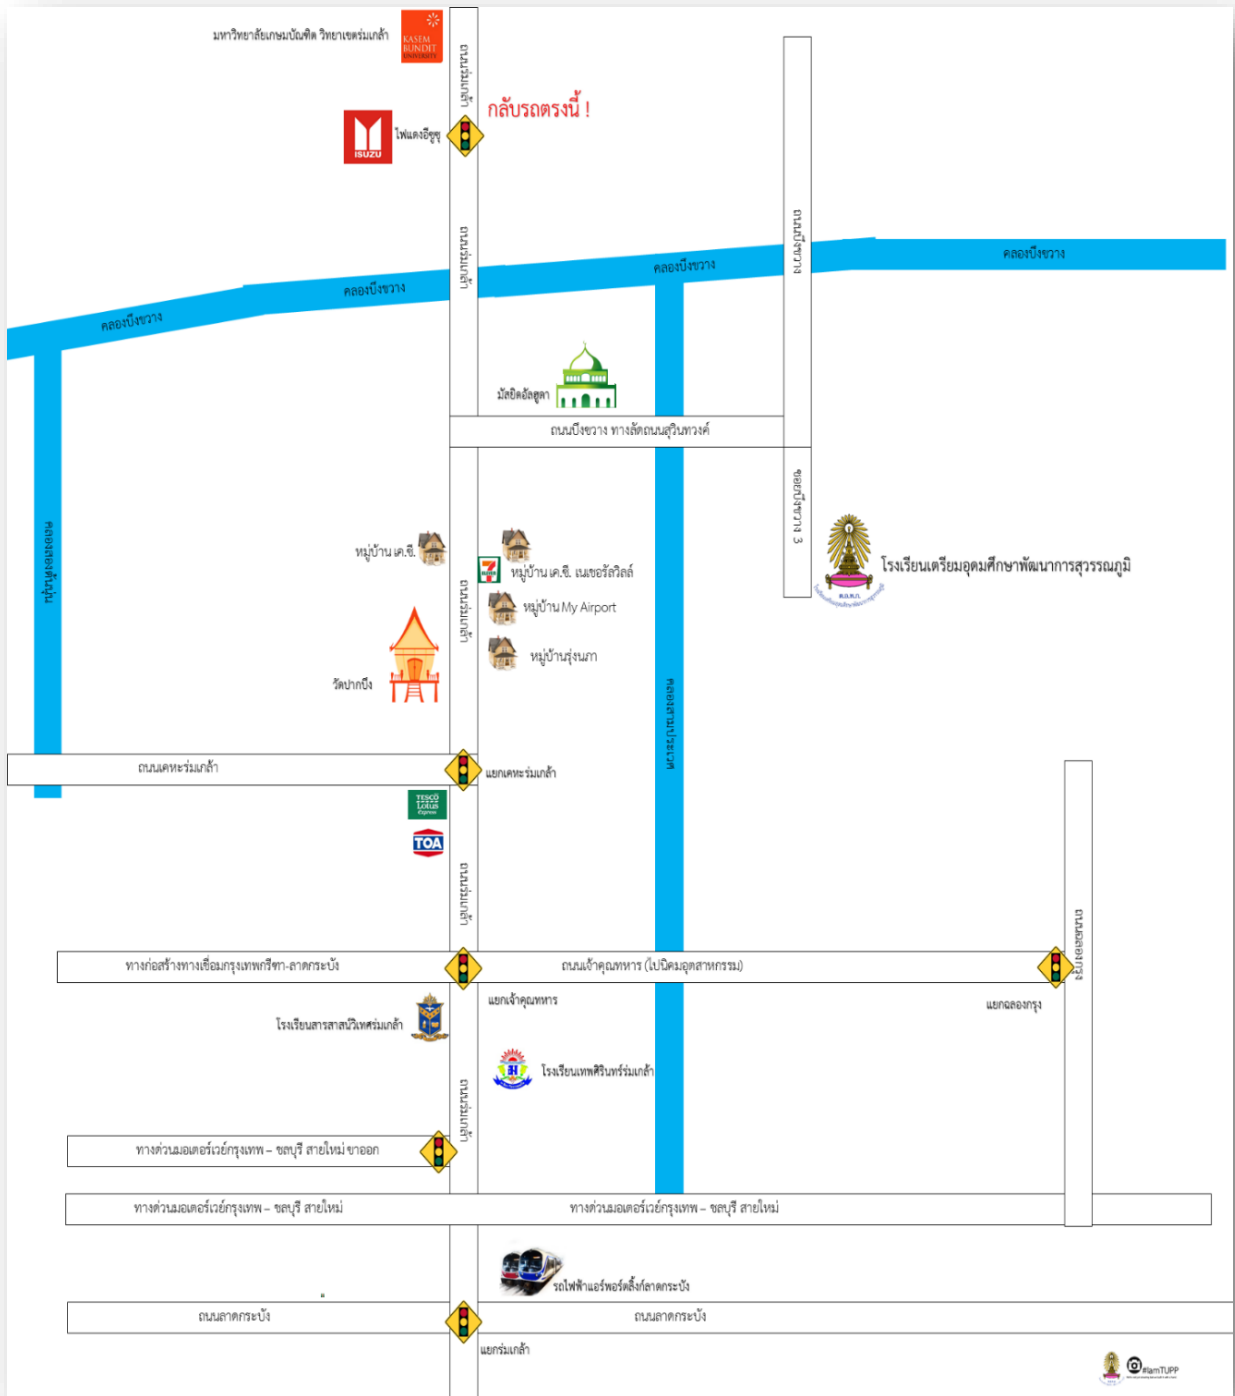 มหาวิทยาลัยเกษมบัณฑิต วิทยาเขตร่มเกล้า
KASEM
BUNDIT
UNIVERSITY
ถนนร่มเกล้า
กลับรถตรงนี้ !
ISUZU
ไฟแดงอีซูซุ
ถนนร่มเกล้า
ถนนบึงขวาง
คลองบึงขวาง
คลองบึงขวาง
คลองบึงขวาง
คลองบึงขวาง
มัสยิดอัลฮูดา
ถนนบึงขวาง ทางลัดถนนสุวินทวงค์
ซอยบึงขวาง 3
คลองสองต้นนุ่น
หมู่บ้าน เค.ซี.
7
หมู่บ้าน เค.ซี. เนเชอรัลวิลล์
ต.อ.พ.ภ.
โรงเรียนเตรียมอุดมศึกษาพัฒนาการสุวรรณภูมิ
ถนนร่มเกล้า
หมู่บ้าน My Airport
หมู่บ้านรุ่งนภา
วัดปากบึง
คลองสามประเวศ
ถนนเคหะร่มเกล้า
แยกเคหะร่มเกล้า
TESCO
Lotus
Express
TOA
ถนนร่มเกล้า
ถนนฉลองกรุง
ทางก่อสร้างทางเชื่อมกรุงเทพกรีฑา-ลาดกระบัง
ถนนเจ้าคุณทหาร (ไปนิคมอุตสาหกรรม)
แยกเจ้าคุณทหาร
แยกฉลองกรุง
โรงเรียนสารสาสน์วิเทศร่มเกล้า
โรงเรียนเทพศิรินทร์ร่มเกล้า
ถนนร่มเกล้า
ทางด่วนมอเตอร์เวย์กรุงเทพ – ชลบุรี สายใหม่ ขาออก
ทางด่วนมอเตอร์เวย์กรุงเทพ – ชลบุรี สายใหม่
ทางด่วนมอเตอร์เวย์กรุงเทพ – ชลบุรี สายใหม่
รถไฟฟ้าแอร์พอร์ตลิ้งก์ลาดกระบัง
ถนนลาดกระบัง
ถนนลาดกระบัง
แยกร่มเกล้า
#IamTUPP